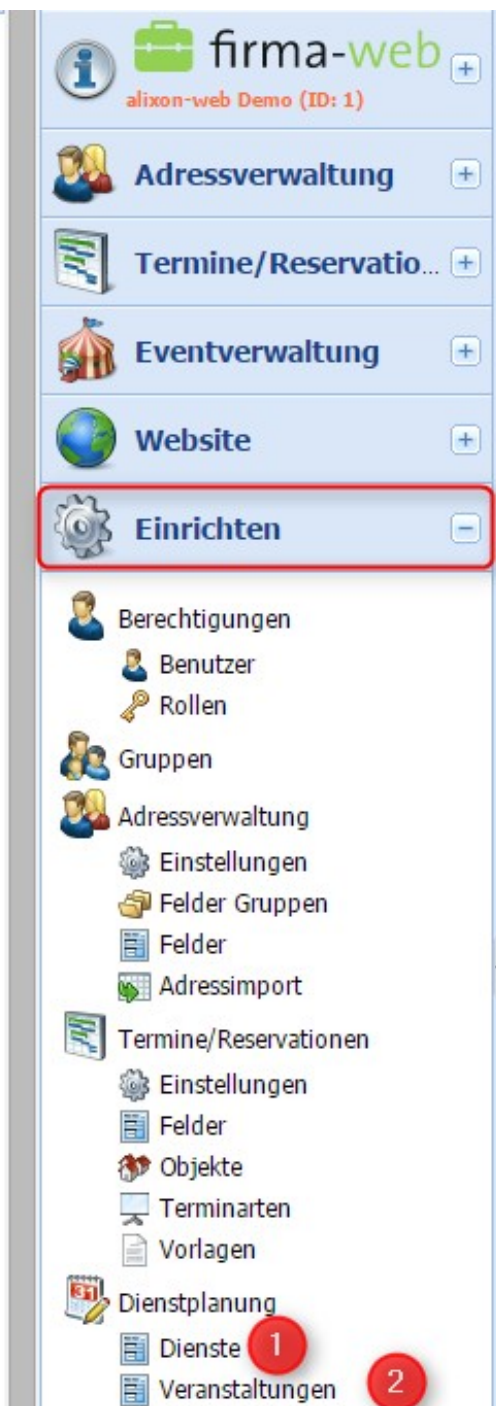 firma-web
alixon-web Demo (ID: 1)
Adressverwaltung
Termine/Reservatio...
Eventverwaltung
Website
Einrichten
Berechtigungen
Benutzer
Rollen
Gruppen
Adressverwaltung
Einstellungen
Felder Gruppen
Felder
Adressimport
Termine/Reservationen
Einstellungen
Felder
Objekte
Terminarten
Vorlagen
31
Dienstplanung
Dienste 1
Veranstaltungen 2